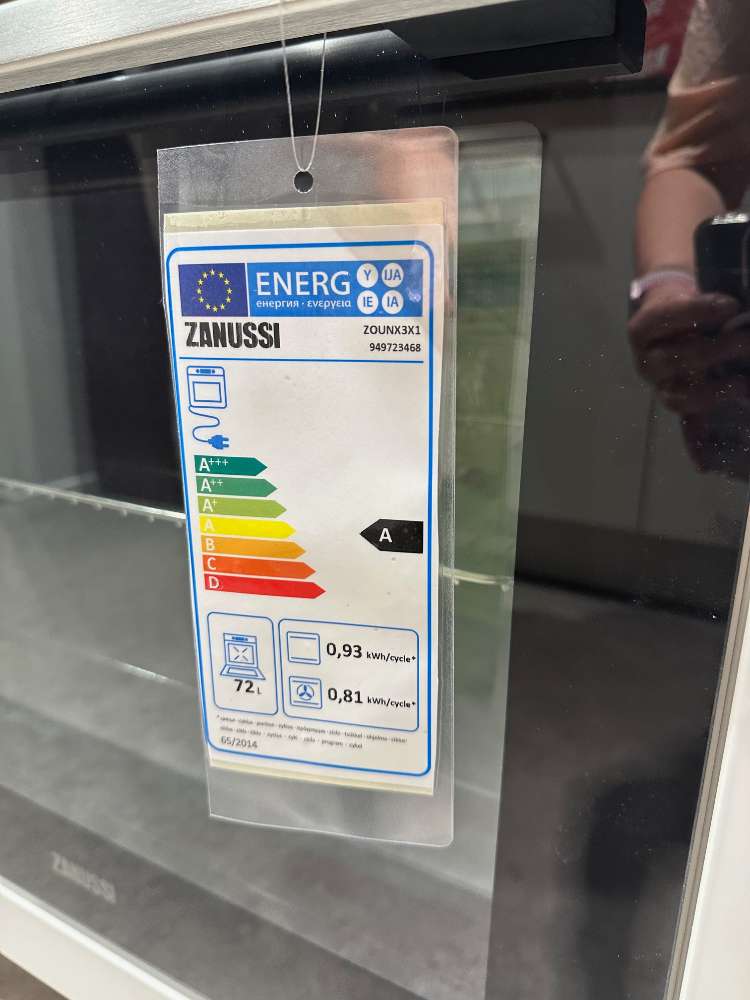 ENERG Y IJA
енергия · ενεργεια IE IA
ZANUSSI ZOUNX3X1
949723468
A+++
A++
A+
A
B
C
D
A
0,93 kWh/cycle*
72 L
0,81 kWh/cycle*
65/2014
ZANUSSI